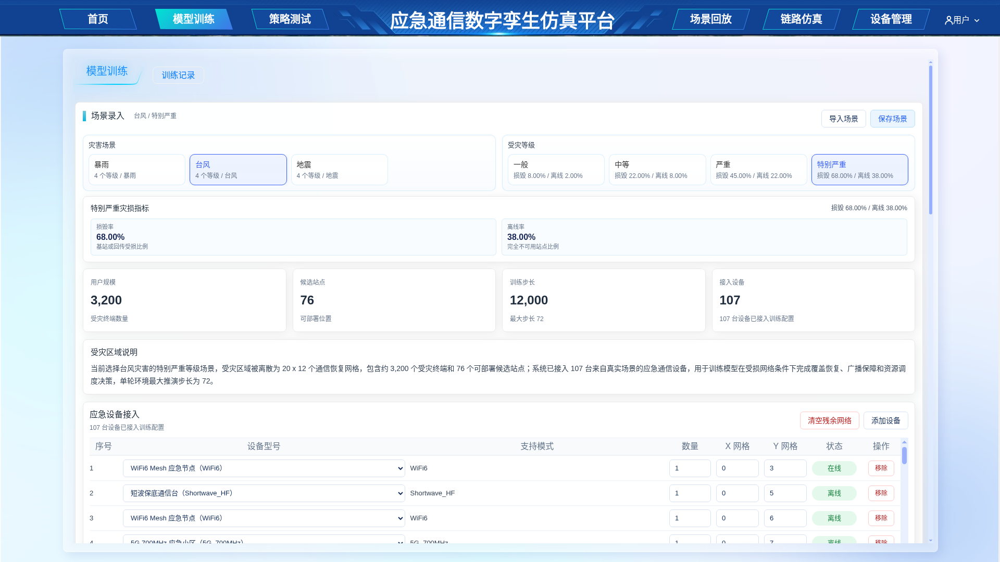 首页
模型训练
策略测试
应急通信数字孪生仿真平台
场景回放
链路仿真
设备管理
用户
模型训练
训练记录
场景录入
台风 / 特别严重
导入场景
保存场景
灾害场景
暴雨
4 个等级 / 暴雨
台风
4 个等级 / 台风
地震
4 个等级 / 地震
受灾等级
一般
损毁 8.00% / 离线 2.00%
中等
损毁 22.00% / 离线 8.00%
严重
损毁 45.00% / 离线 22.00%
特别严重
损毁 68.00% / 离线 38.00%
特别严重灾损指标
损毁 68.00% / 离线 38.00%
损毁率
68.00%
基站或回传受损比例
离线率
38.00%
完全不可用站点比例
用户规模
3,200
受灾终端数量
候选站点
76
可部署位置
训练步长
12,000
最大步长 72
接入设备
107
107 台设备已接入训练配置
受灾区域说明
当前选择台风灾害的特别严重等级场景，受灾区域被离散为 20 x 12 个通信恢复网格，包含约 3,200 个受灾终端和 76 个可部署候选站点；系统已接入 107 台来自真实场景的应急通信设备，用于训练模型在受损网络条件下完成覆盖恢复、广播保障和资源调
度决策，单轮环境最大推演步长为 72。
应急设备接入
107 台设备已接入训练配置
清空残余网络
添加设备
序号 设备型号 支持模式 数量 X 网格 Y 网格 状态 操作
1 WiFi6 Mesh 应急节点（WiFi6） WiFi6 1 0 3 在线 移除
2 短波保底通信台（Shortwave_HF） Shortwave_HF 1 0 5 离线 移除
3 WiFi6 Mesh 应急节点（WiFi6） WiFi6 1 0 6 离线 移除
4 5G 700MHz 应急小区（5G_700MHz） 5G_700MHz 1 0 7 离线 移除